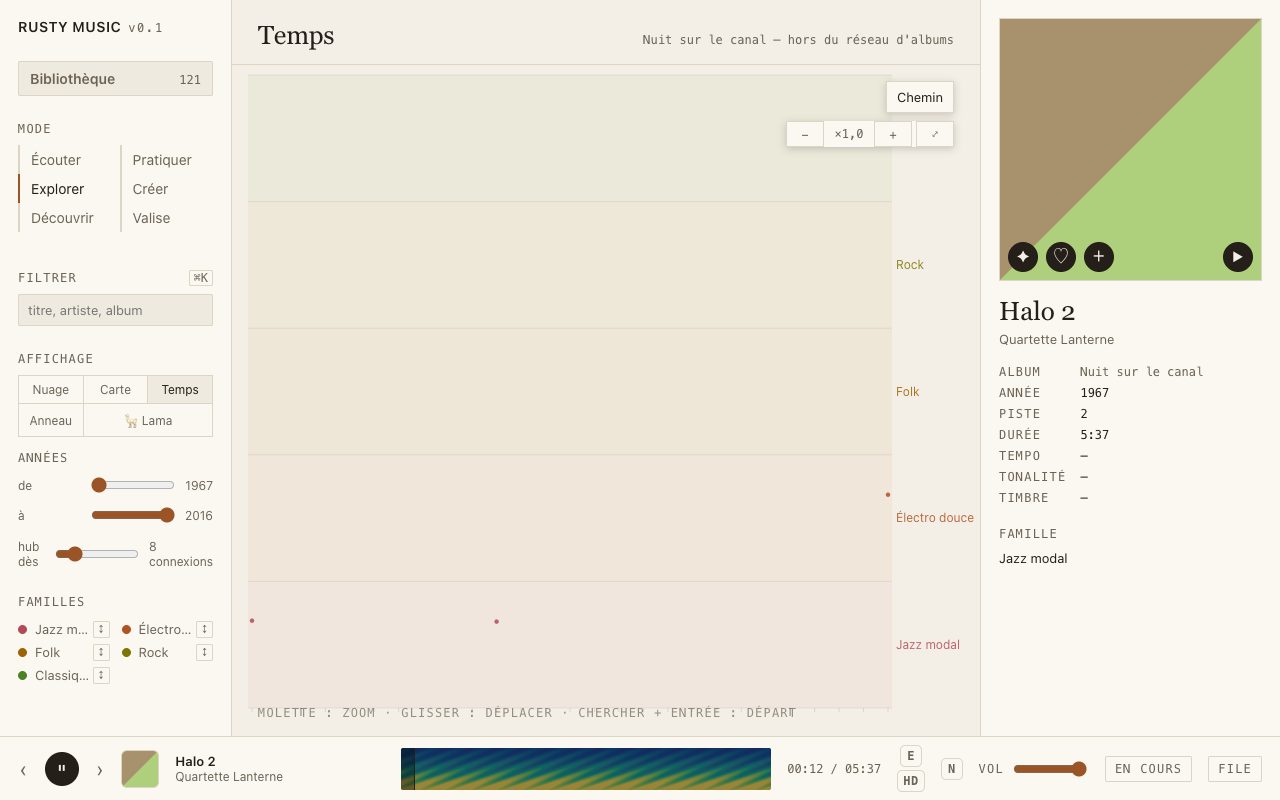 RUSTY MUSIC v0.1
Bibliothèque 121
MODE
Écouter
Pratiquer
Explorer
Créer
Découvrir
Valise
FILTRER ⌘K
titre, artiste, album
AFFICHAGE
Nuage
Carte
Temps
Anneau
Lama
ANNÉES
de 1967
à 2016
hub dès
8 connexions
FAMILLES
Jazz m... ↕
Électro... ↕
Folk ↕
Rock ↕
Classiq... ↕
Temps
Nuit sur le canal — hors du réseau d'albums
Chemin
− ×1,0 + ⤢
Rock
Folk
Électro douce
Jazz modal
MOLETTE : ZOOM · GLISSER : DÉPLACER · CHERCHER + ENTRÉE : DÉPART
Halo 2
Quartette Lanterne
ALBUM Nuit sur le canal
ANNÉE 1967
PISTE 2
DURÉE 5:37
TEMPO —
TONALITÉ —
TIMBRE —
FAMILLE
Jazz modal
Halo 2
Quartette Lanterne
00:12 / 05:37
E
HD
N
VOL
EN COURS
FILE